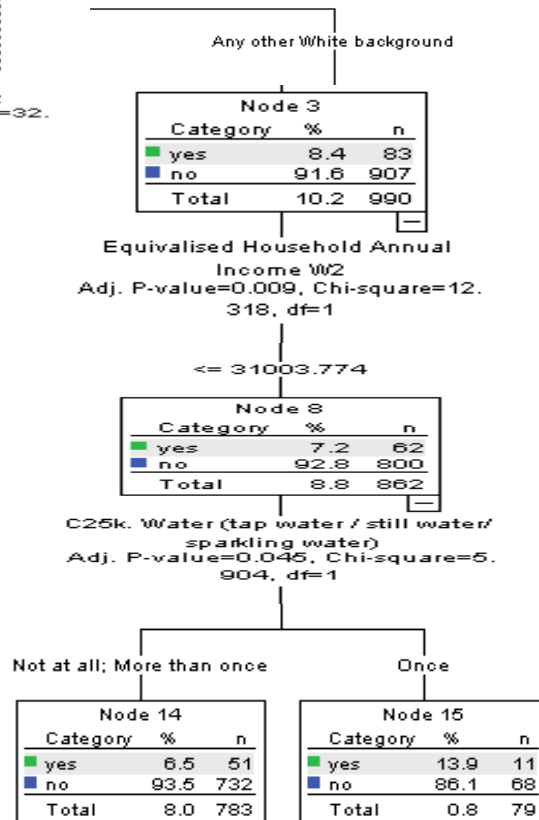 Any other White background
=32.
Node 3
Category % n
yes 8.4 83
no 91.6 907
Total 10.2 990
Equivalised Household Annual
Income W2
Adj. P-value=0.009, Chi-square=12.
318, df=1
<= 31003.774
Node 8
Category % n
yes 7.2 62
no 92.8 800
Total 8.8 862
C25k. Water (tap water / still water/
sparkling water)
Adj. P-value=0.045, Chi-square=5.
904, df=1
Not at all; More than once
Once
Node 14
Category % n
yes 6.5 51
no 93.5 732
Total 8.0 783
Node 15
Category % n
yes 13.9 11
no 86.1 68
Total 0.8 79